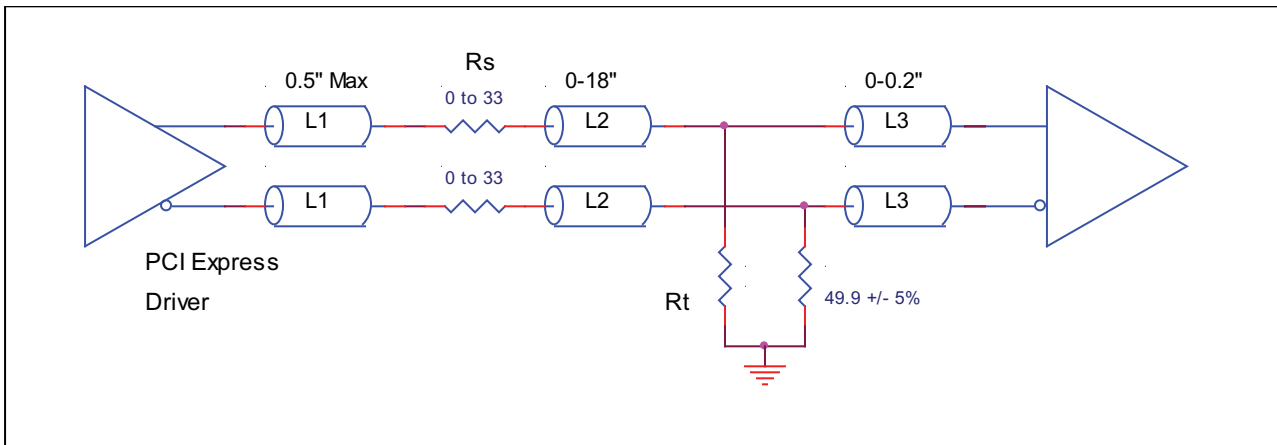 Rs
0.5" Max
0 to 33
0-18"
0-0.2"
L1
L2
L3
0 to 33
L1
L2
L3
PCI Express
Driver
Rt
49.9 +/- 5%